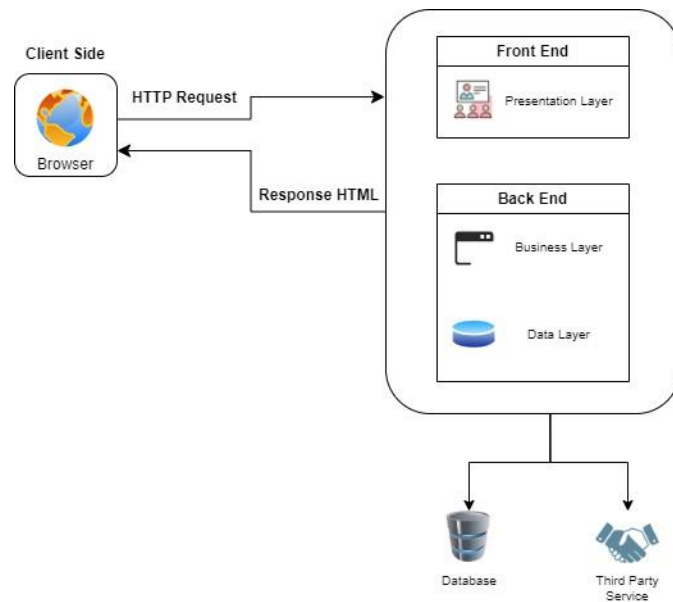 Client Side
Browser
HTTP Request
Response HTML
Front End
Presentation Layer
Back End
Business Layer
Data Layer
Database
Third Party
Service